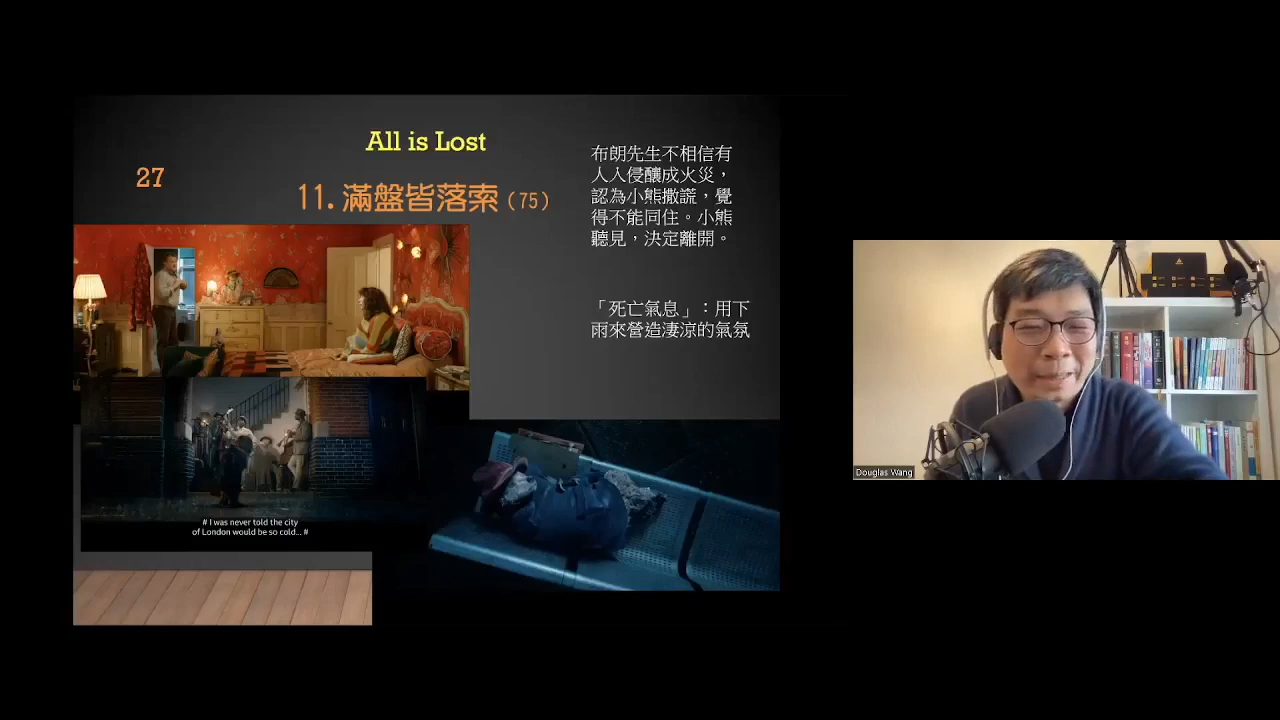 All is Lost
27
11. 滿盤皆落索 (75)
布朗先生不相信有
人入侵釀成火災，
認為小熊撒謊，覺
得不能同住。小熊
聽見，決定離開。
「死亡氣息」：用下
雨來營造淒涼的氣氛
# I was never told the city
of London would be so cold... #
Douglas Wang